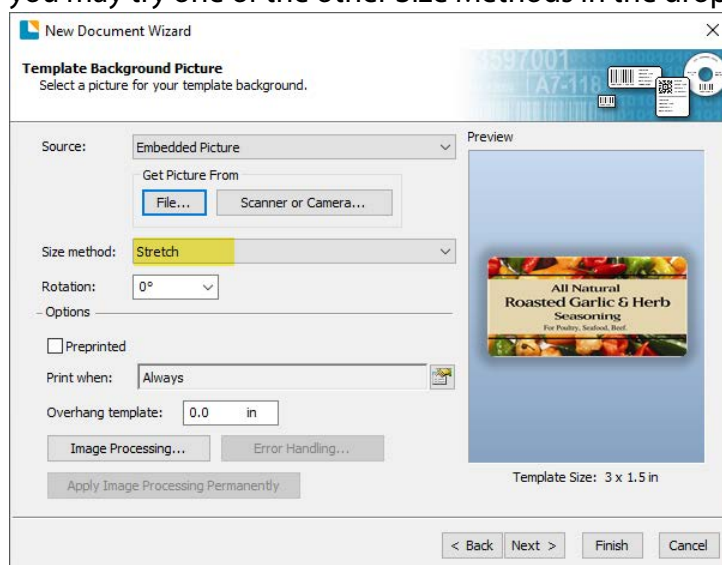 you may try one of the other Size Methods in the drop
New Document Wizard
Template Background Picture
Select a picture for your template background.
3597001
A7-118
Source:
Embedded Picture
Get Picture From
File...
Scanner or Camera...
Size method:
Stretch
Rotation:
0°
Options
Preprinted
Print when:
Always
Overhang template:
0.0 in
Image Processing...
Error Handling...
Apply Image Processing Permanently
Preview
All Natural
Roasted Garlic & Herb
Seasoning
For Poultry, Seafood, Beef.
Template Size: 3 x 1.5 in
< Back
Next >
Finish
Cancel